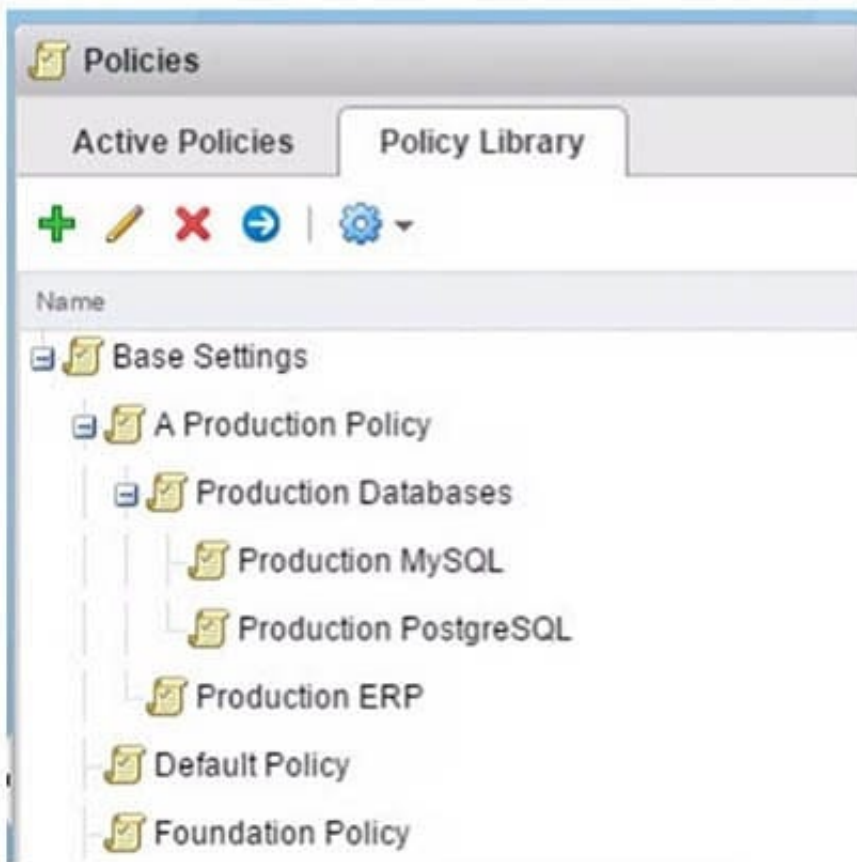 Policies
Active Policies Policy Library
Name
Base Settings
A Production Policy
Production Databases
Production MySQL
Production PostgreSQL
Production ERP
Default Policy
Foundation Policy